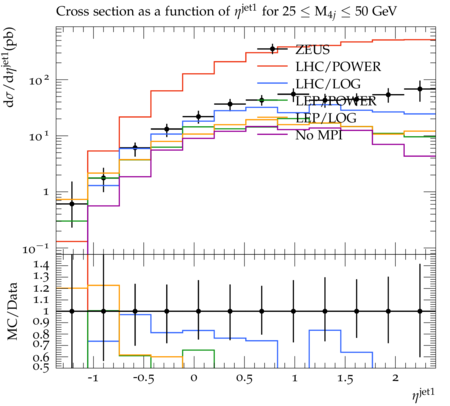 Cross section as a function of η^jet1 for 25 ≤ M_4j ≤ 50 GeV
dσ/dη^jet1(pb)
ZEUS
LHC/POWER
LHC/LOG
LEP/POWER
LEP/LOG
No MPI
10^2
10^1
1
10^−1
MC/Data
1.4
1.3
1.2
1.1
1
0.9
0.8
0.7
0.6
0.5
-1 -0.5 0 0.5 1 1.5 2
η^jet1